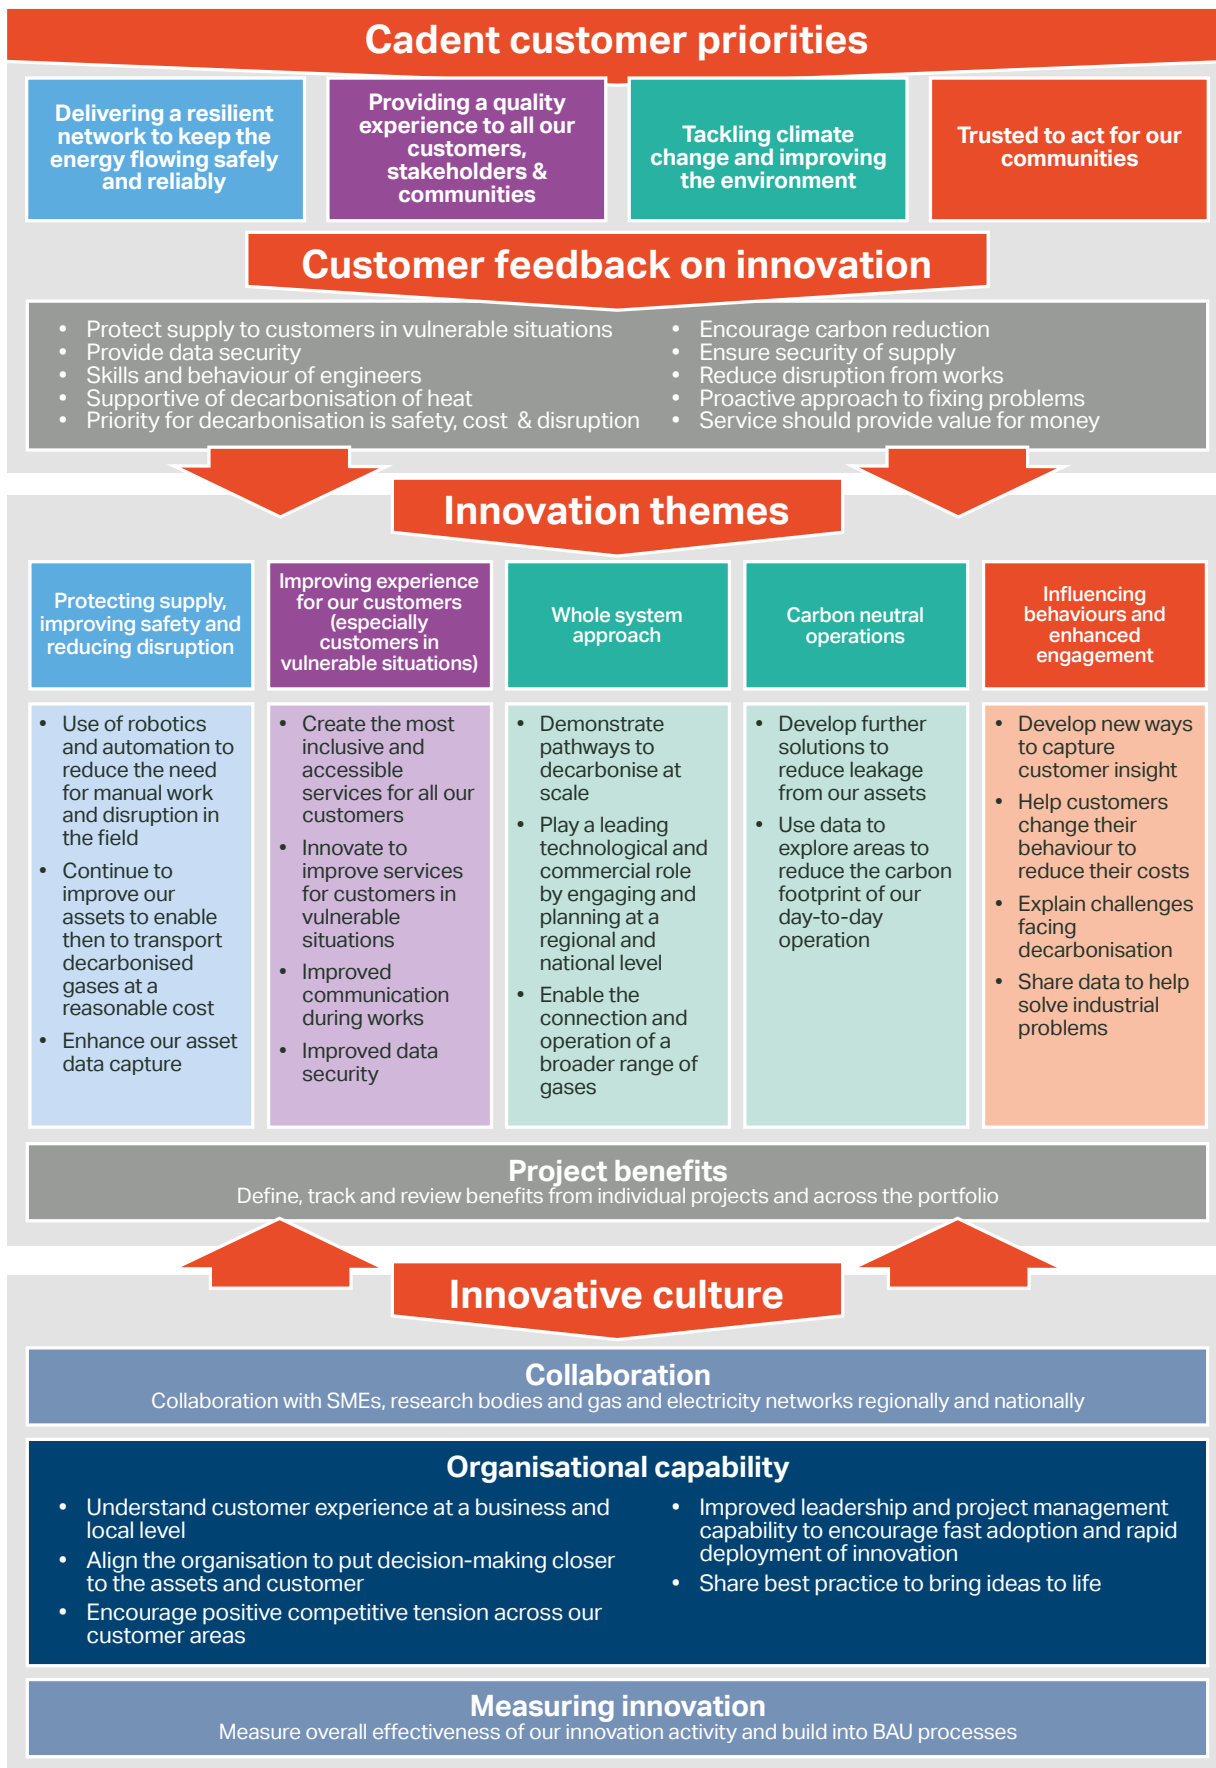 Cadent customer priorities
Delivering a resilient
network to keep the
energy flowing safely
and reliably
Providing a quality
experience to all our
customers,
stakeholders &
communities
Tackling climate
change and improving
the environment
Trusted to act for our
communities
Customer feedback on innovation
• Protect supply to customers in vulnerable situations
• Provide data security
• Skills and behaviour of engineers
• Supportive of decarbonisation of heat
• Priority for decarbonisation is safety, cost & disruption
• Encourage carbon reduction
• Ensure security of supply
• Reduce disruption from works
• Proactive approach to fixing problems
• Service should provide value for money
Innovation themes
Protecting supply,
improving safety and
reducing disruption
• Use of robotics
and automation to
reduce the need
for manual work
and disruption in
the field
• Continue to
improve our
assets to enable
then to transport
decarbonised
gases at a
reasonable cost
• Enhance our asset
data capture
Improving experience
for our customers
(especially
customers in
vulnerable situations)
• Create the most
inclusive and
accessible
services for all our
customers
• Innovate to
improve services
for customers in
vulnerable
situations
• Improved
communication
during works
• Improved data
security
Whole system
approach
• Demonstrate
pathways to
decarbonise at
scale
• Play a leading
technological and
commercial role
by engaging and
planning at a
regional and
national level
• Enable the
connection and
operation of a
broader range of
gases
Carbon neutral
operations
• Develop further
solutions to
reduce leakage
from our assets
• Use data to
explore areas to
reduce the carbon
footprint of our
day-to-day
operation
Influencing
behaviours and
enhanced
engagement
• Develop new ways
to capture
customer insight
• Help customers
change their
behaviour to
reduce their costs
• Explain challenges
facing
decarbonisation
• Share data to help
solve industrial
problems
Project benefits
Define, track and review benefits from individual projects and across the portfolio
Innovative culture
Collaboration
Collaboration with SMEs, research bodies and gas and electricity networks regionally and nationally
Organisational capability
• Understand customer experience at a business and
local level
• Align the organisation to put decision-making closer
to the assets and customer
• Encourage positive competitive tension across our
customer areas
• Improved leadership and project management
capability to encourage fast adoption and rapid
deployment of innovation
• Share best practice to bring ideas to life
Measuring innovation
Measure overall effectiveness of our innovation activity and build into BAU processes